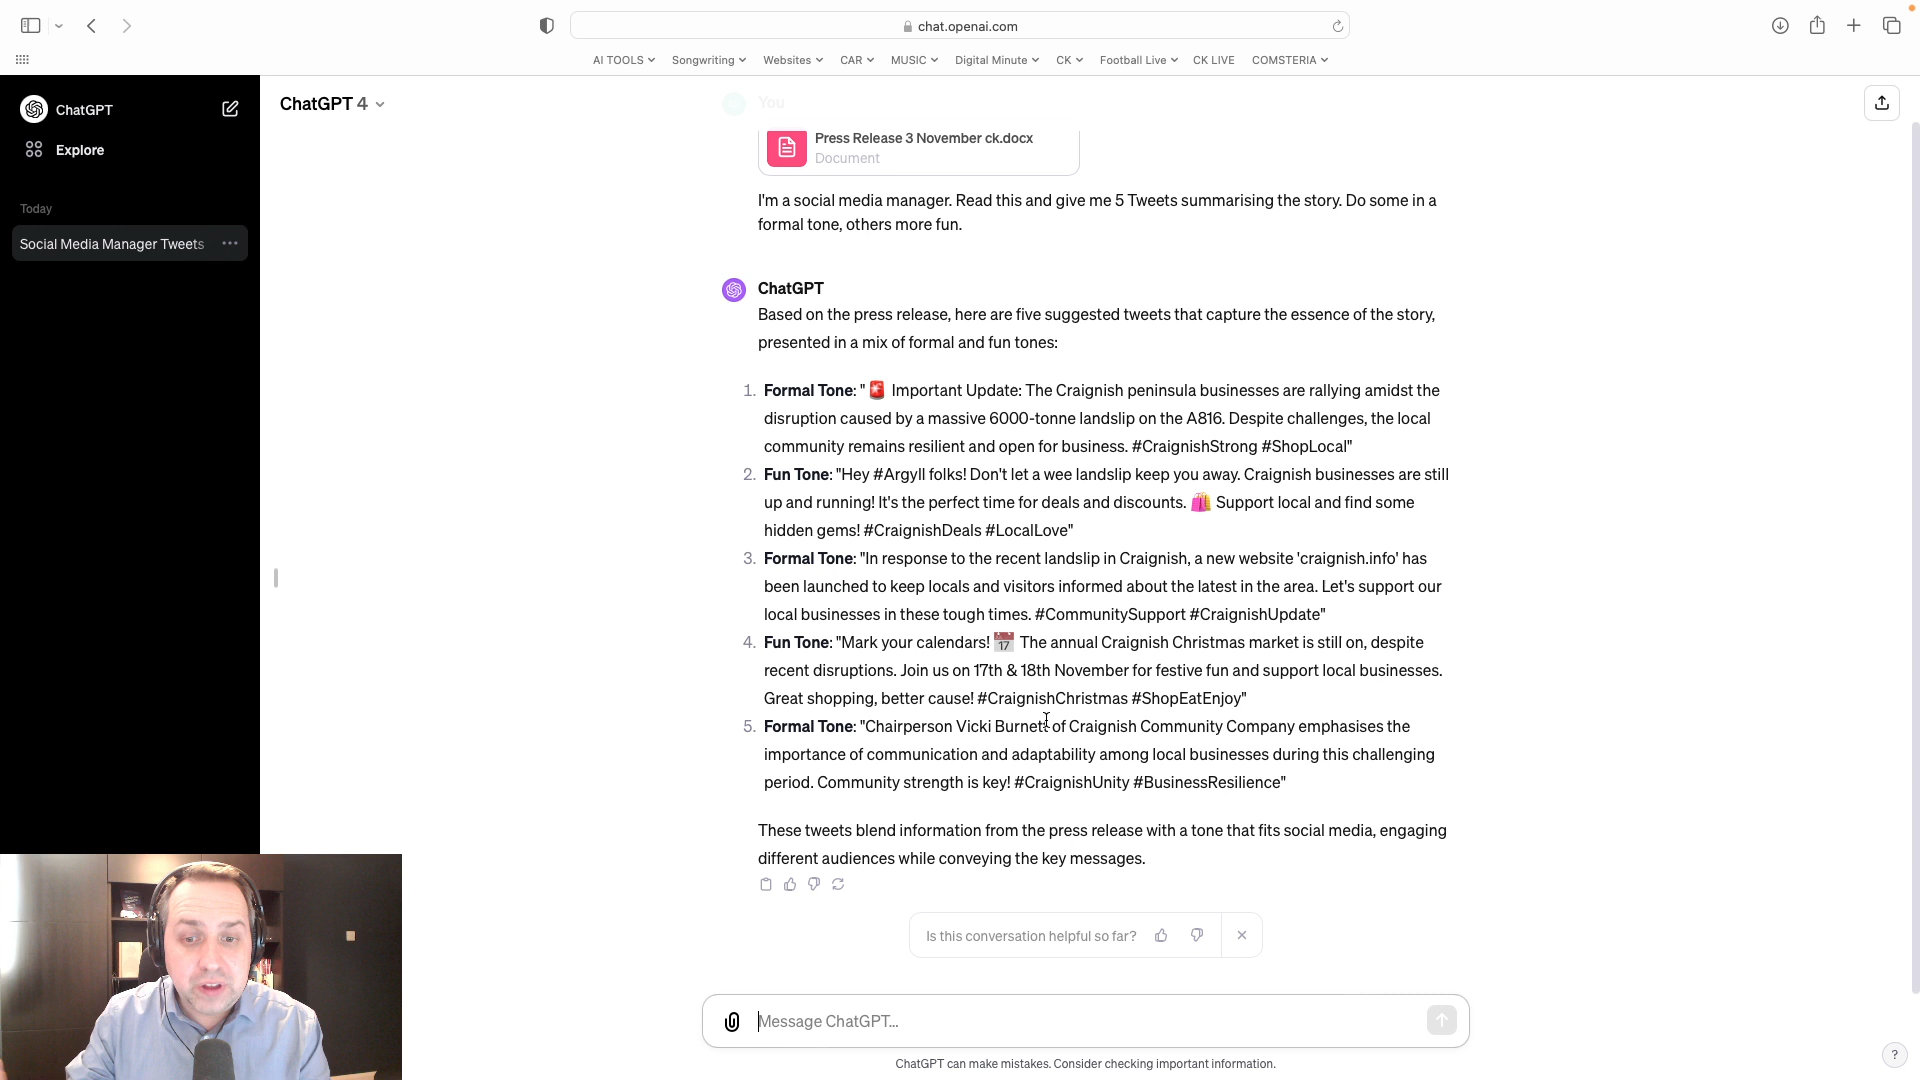 chat.openai.com
AI TOOLS Songwriting Websites CAR MUSIC Digital Minute CK Football Live CK LIVE COMSTERIA
ChatGPT
Explore
Today
Social Media Manager Tweets
ChatGPT 4
You
Press Release 3 November ck.docx
Document
I'm a social media manager. Read this and give me 5 Tweets summarising the story. Do some in a
formal tone, others more fun.
ChatGPT
Based on the press release, here are five suggested tweets that capture the essence of the story,
presented in a mix of formal and fun tones:
1. Formal Tone: "🚨 Important Update: The Craignish peninsula businesses are rallying amidst the
disruption caused by a massive 6000-tonne landslip on the A816. Despite challenges, the local
community remains resilient and open for business. #CraignishStrong #ShopLocal"
2. Fun Tone: "Hey #Argyll folks! Don't let a wee landslip keep you away. Craignish businesses are still
up and running! It's the perfect time for deals and discounts. 🛍️ Support local and find some
hidden gems! #CraignishDeals #LocalLove"
3. Formal Tone: "In response to the recent landslip in Craignish, a new website 'craignish.info' has
been launched to keep locals and visitors informed about the latest in the area. Let's support our
local businesses in these tough times. #CommunitySupport #CraignishUpdate"
4. Fun Tone: "Mark your calendars! 📅 The annual Craignish Christmas market is still on, despite
recent disruptions. Join us on 17th & 18th November for festive fun and support local businesses.
Great shopping, better cause! #CraignishChristmas #ShopEatEnjoy"
5. Formal Tone: "Chairperson Vicki Burnett of Craignish Community Company emphasises the
importance of communication and adaptability among local businesses during this challenging
period. Community strength is key! #CraignishUnity #BusinessResilience"
These tweets blend information from the press release with a tone that fits social media, engaging
different audiences while conveying the key messages.
Is this conversation helpful so far?
Message ChatGPT...
ChatGPT can make mistakes. Consider checking important information.
?